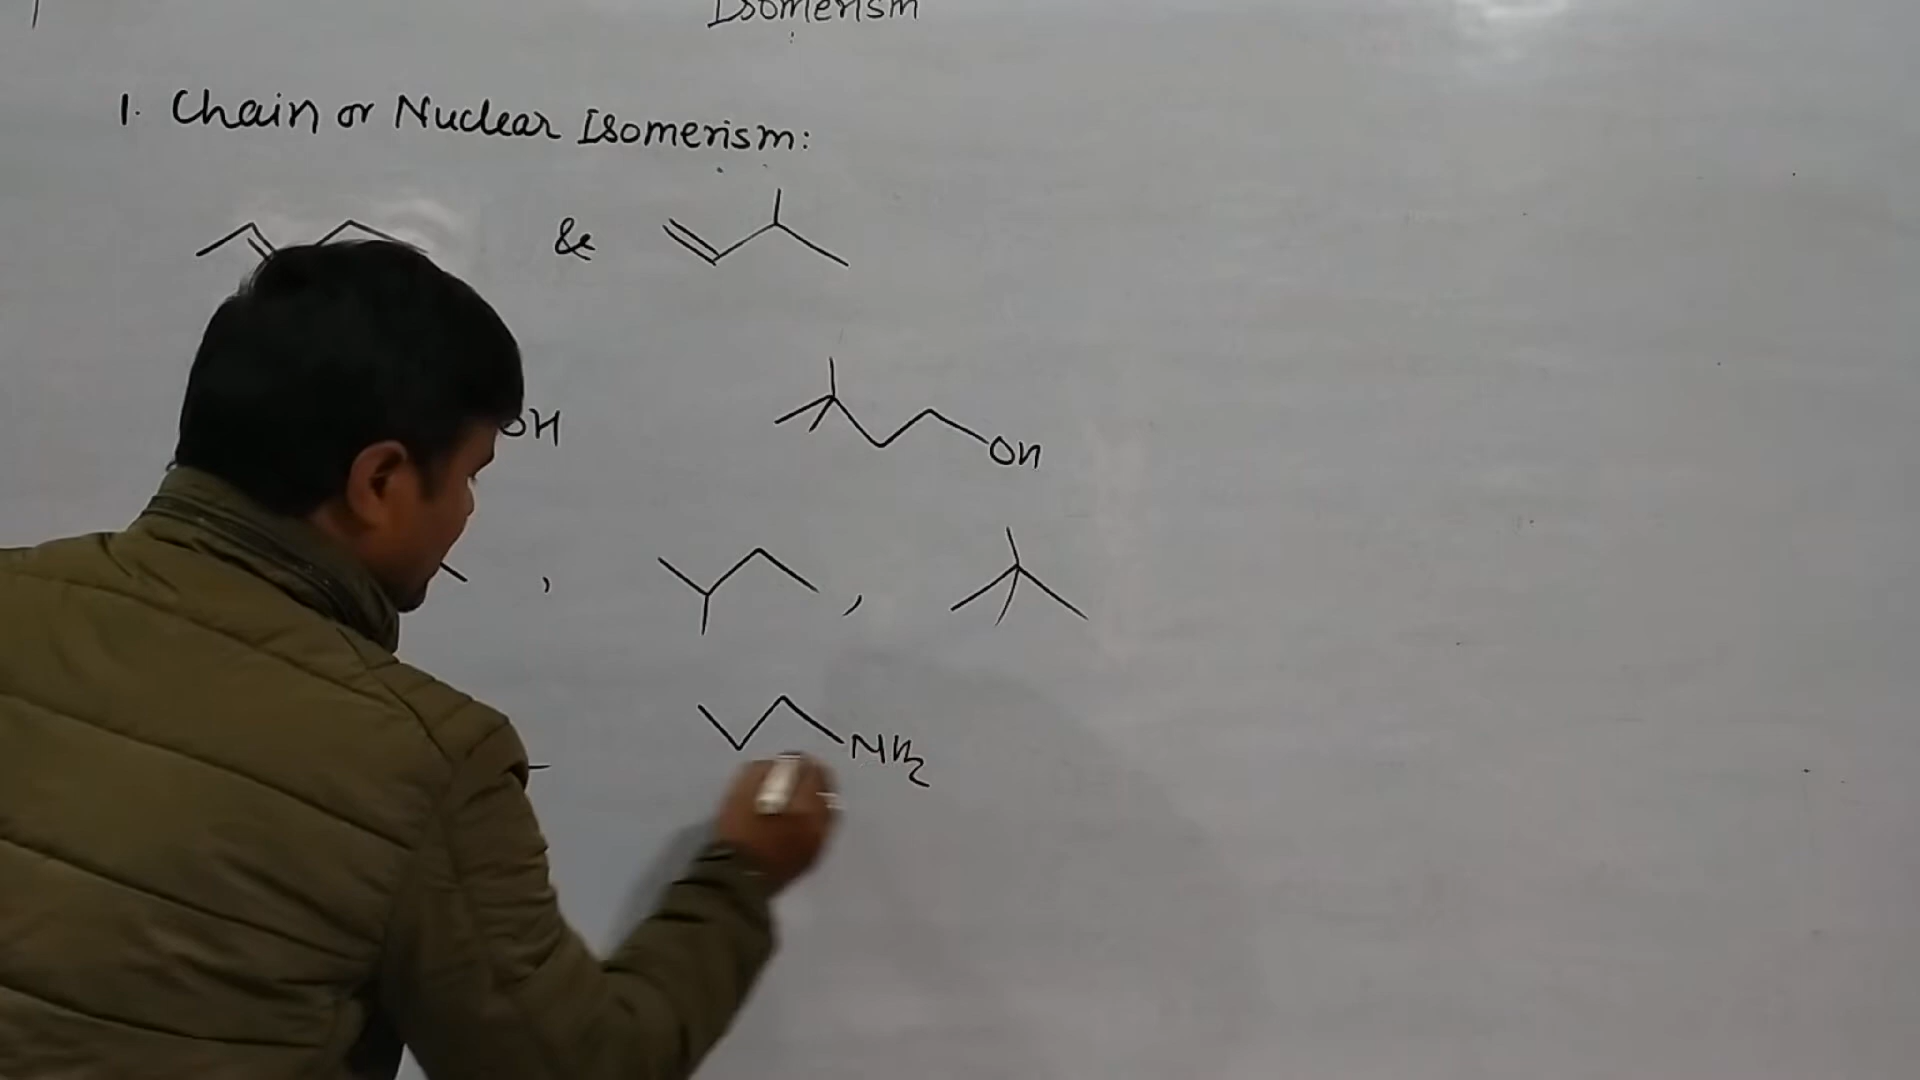 Isomerism
1. Chain or Nuclear Isomerism:
&
OH
OH
, ,
NH2